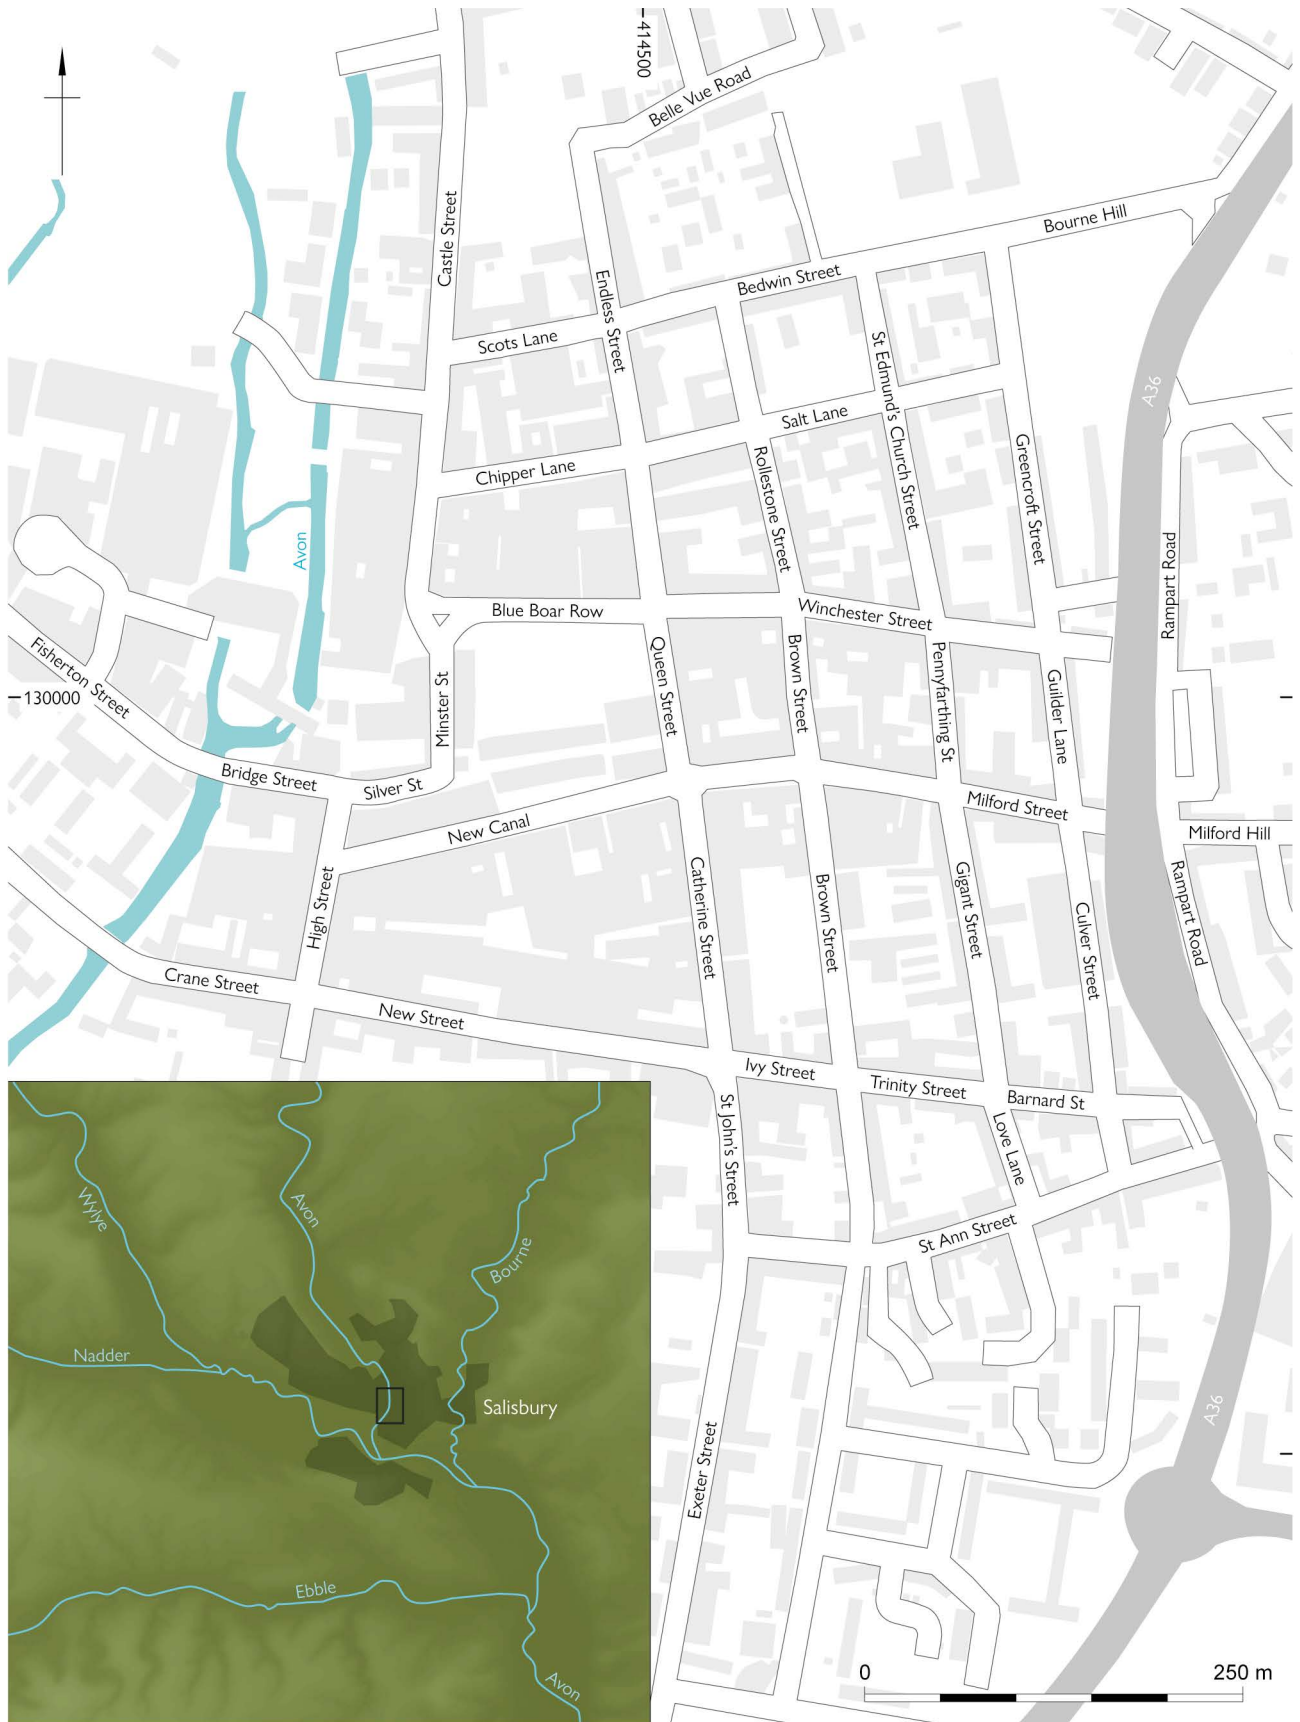 414500
Belle Vue Road
Castle Street
Bourne Hill
Endless Street
Bedwin Street
Scots Lane
St Edmund's Church Street
A36
Salt Lane
Chipper Lane
Rollestone Street
Greencroft Street
Avon
Rampart Road
Blue Boar Row
Winchester Street
Fisherton Street
130000
Minster St
Queen Street
Brown Street
Pennyfarthing St
Guilder Lane
Bridge Street
Silver St
New Canal
Milford Street
Milford Hill
High Street
Catherine Street
Brown Street
Gigant Street
Culver Street
Rampart Road
Crane Street
New Street
Ivy Street
Trinity Street
Barnard St
St John's Street
Love Lane
St Ann Street
Wylye
Avon
Bourne
Nadder
Salisbury
Exeter Street
A36
Ebble
Avon
0 250 m